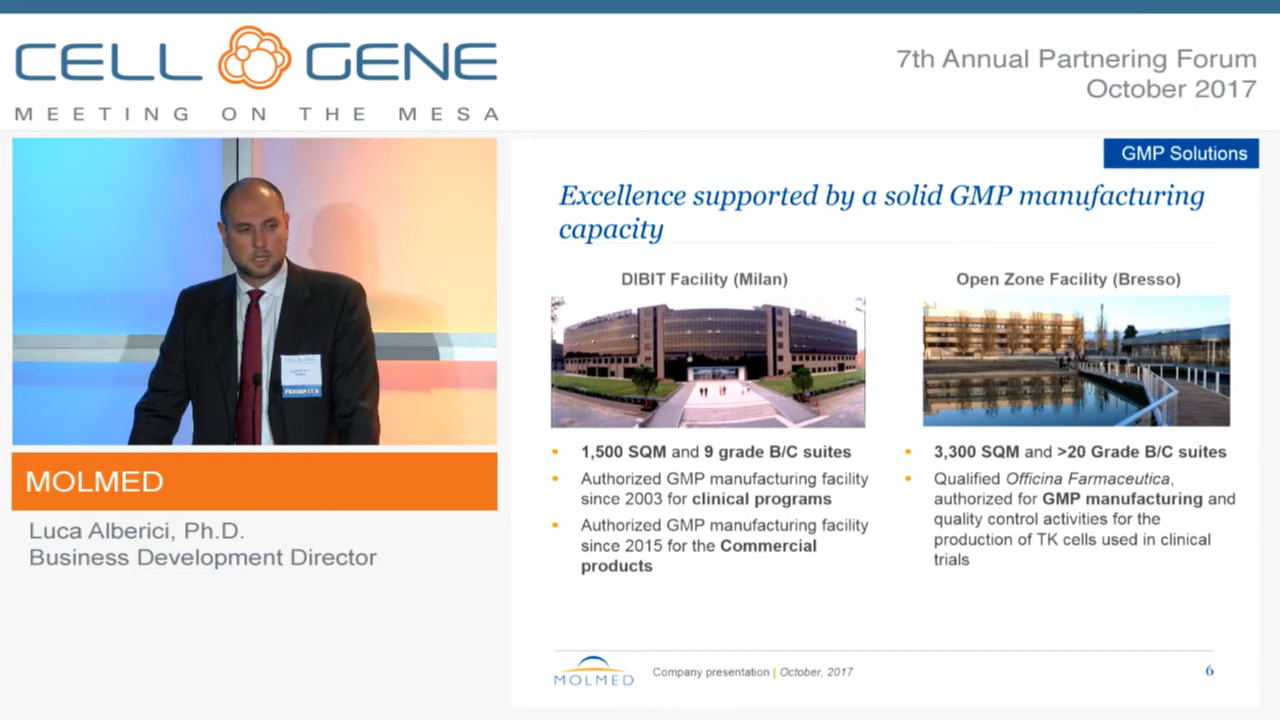 CELL GENE
MEETING ON THE MESA
7th Annual Partnering Forum
October 2017
PRESENTER
MOLMED
Luca Alberici, Ph.D.
Business Development Director
GMP Solutions
Excellence supported by a solid GMP manufacturing
capacity
DIBIT Facility (Milan)
1,500 SQM and 9 grade B/C suites
Authorized GMP manufacturing facility
since 2003 for clinical programs
Authorized GMP manufacturing facility
since 2015 for the Commercial
products
Open Zone Facility (Bresso)
3,300 SQM and >20 Grade B/C suites
Qualified Officina Farmaceutica,
authorized for GMP manufacturing and
quality control activities for the
production of TK cells used in clinical
trials
MOLMED
Company presentation | October, 2017
6